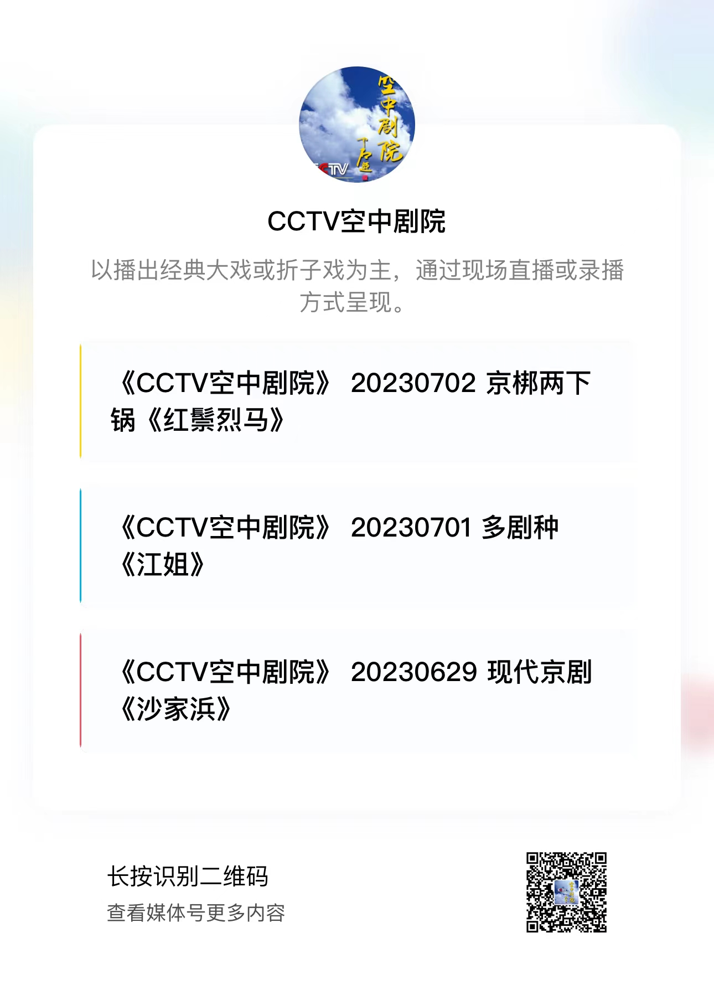 空中剧院
CCTV
CCTV空中剧院
以播出经典大戏或折子戏为主，通过现场直播或录播
方式呈现。
《CCTV空中剧院》 20230702 京梆两下
锅《红鬃烈马》
《CCTV空中剧院》 20230701 多剧种
《江姐》
《CCTV空中剧院》 20230629 现代京剧
《沙家浜》
长按识别二维码
查看媒体号更多内容